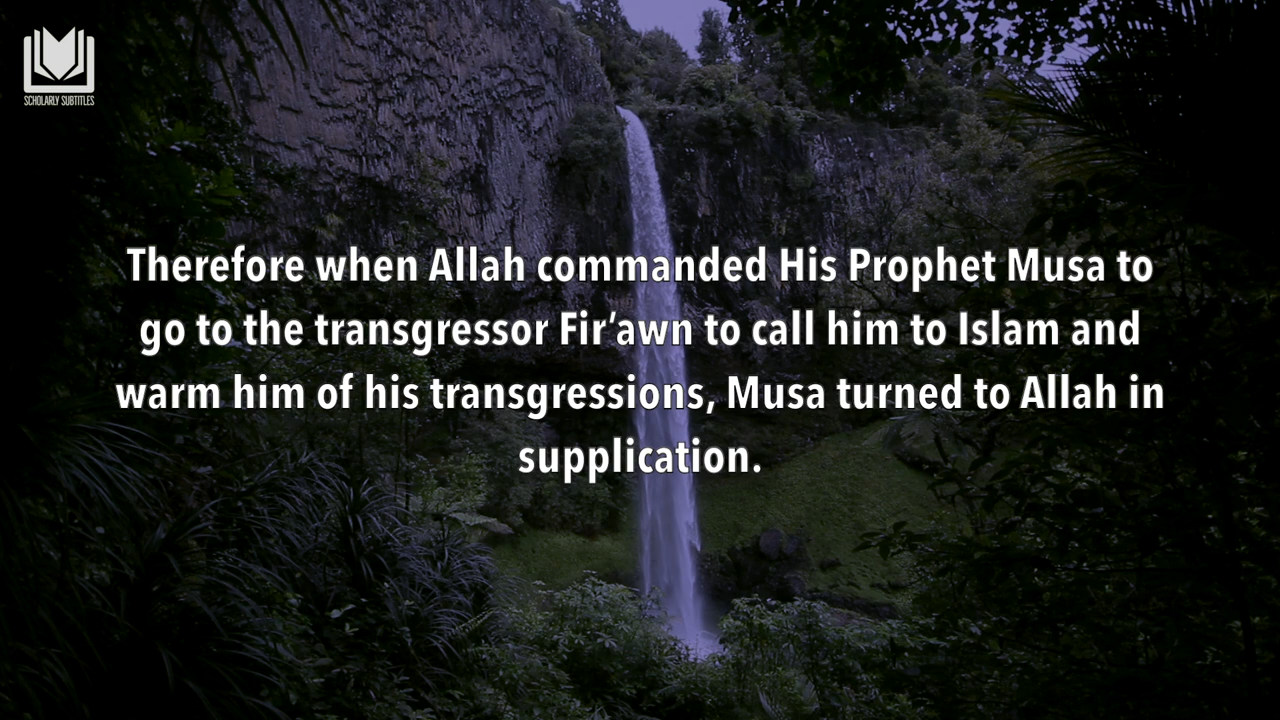 SCHOLARLY SUBTITLES
Therefore when Allah commanded His Prophet Musa to
go to the transgressor Fir’awn to call him to Islam and
warm him of his transgressions, Musa turned to Allah in
supplication.